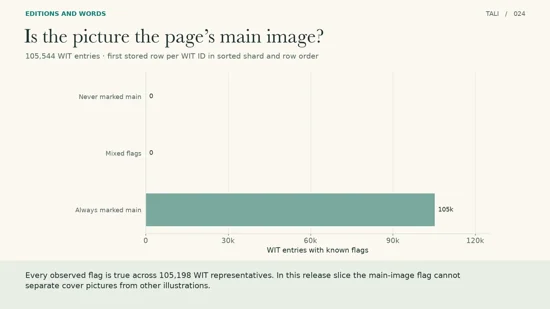 EDITIONS AND WORDS
TALI / 024
Is the picture the page’s main image?
105,544 WIT entries · first stored row per WIT ID in sorted shard and row order
Never marked main
0
Mixed flags
0
Always marked main
105k
0
30k
60k
90k
120k
WIT entries with known flags
Every observed flag is true across 105,198 WIT representatives. In this release slice the main-image flag cannot
separate cover pictures from other illustrations.